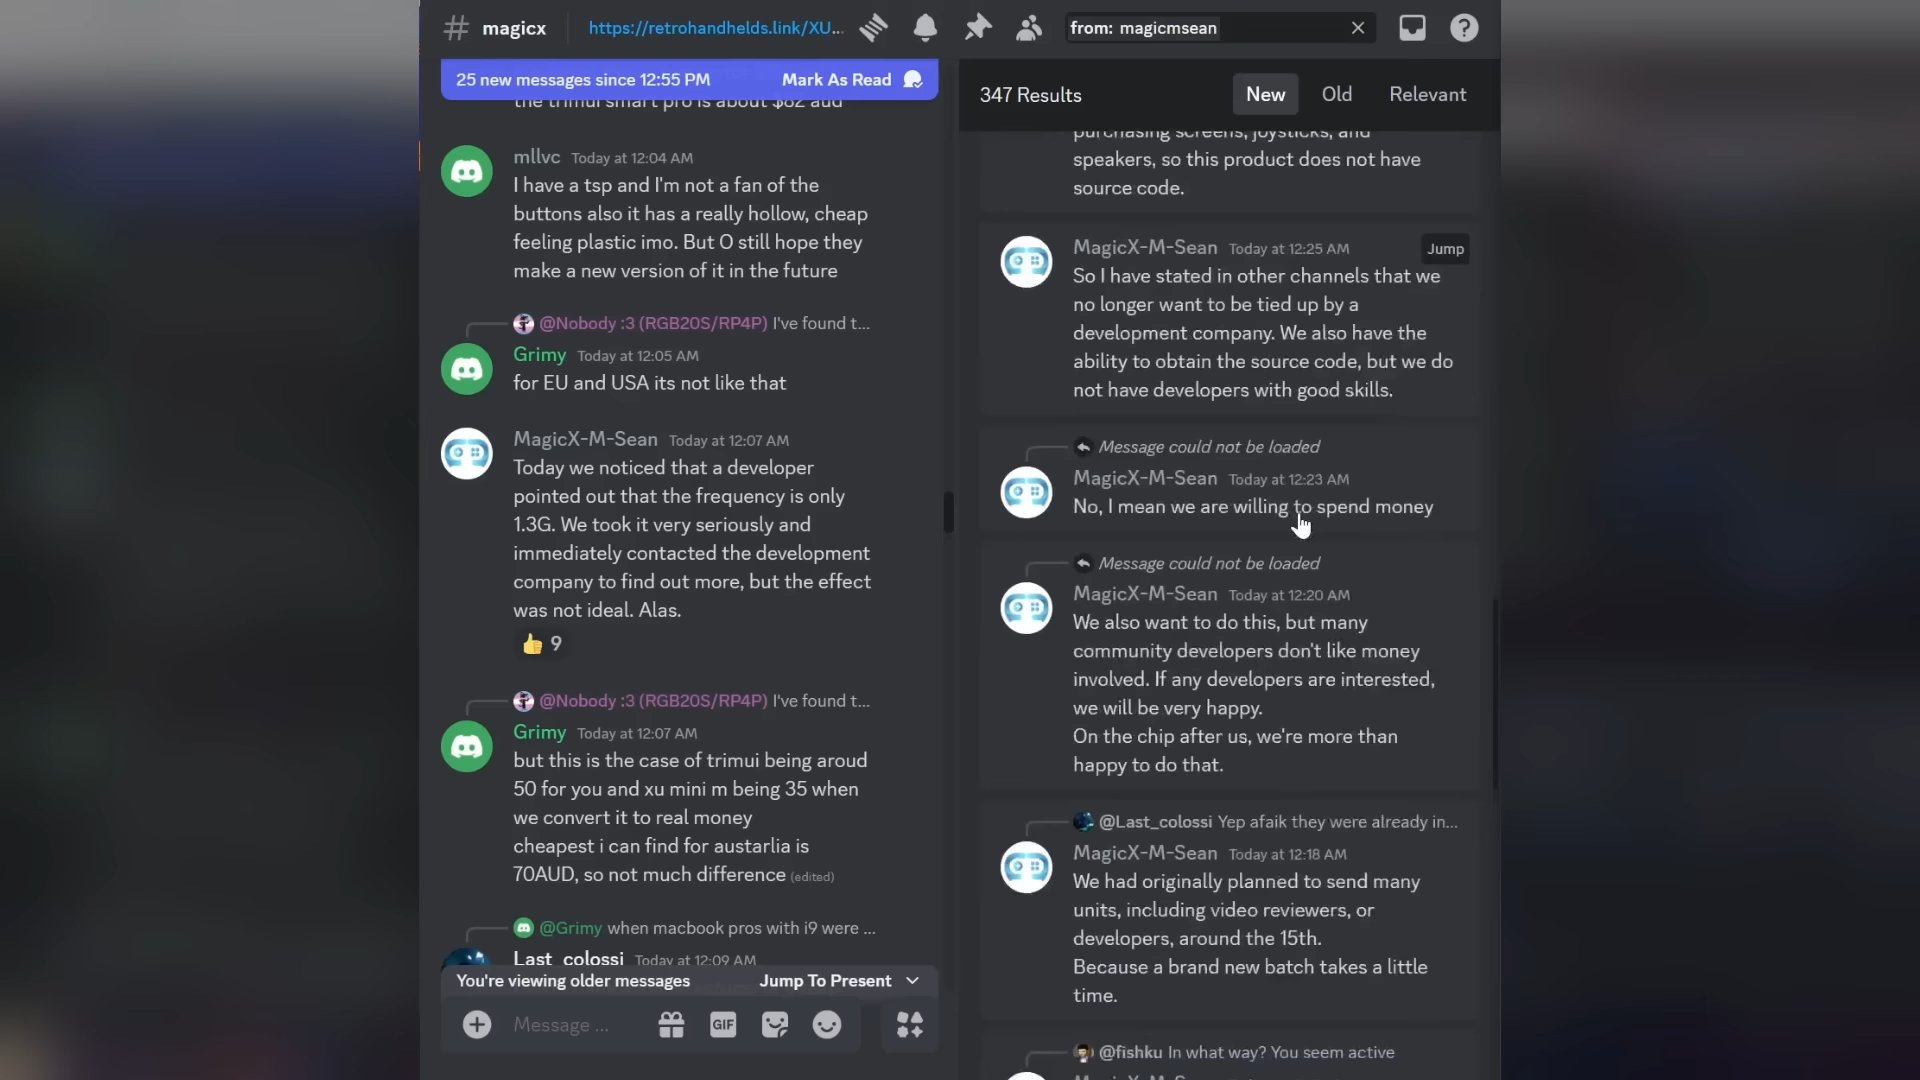 # magicx
https://retrohandhelds.link/XU...
from: magicmsean
25 new messages since 12:55 PM
Mark As Read
the trimui smart pro is about $82 aud
mllvc Today at 12:04 AM
I have a tsp and I'm not a fan of the
buttons also it has a really hollow, cheap
feeling plastic imo. But O still hope they
make a new version of it in the future
@Nobody :3 (RGB20S/RP4P) I've found t...
Grimy Today at 12:05 AM
for EU and USA its not like that
MagicX-M-Sean Today at 12:07 AM
Today we noticed that a developer
pointed out that the frequency is only
1.3G. We took it very seriously and
immediately contacted the development
company to find out more, but the effect
was not ideal. Alas.
👍 9
@Nobody :3 (RGB20S/RP4P) I've found t...
Grimy Today at 12:07 AM
but this is the case of trimui being aroud
50 for you and xu mini m being 35 when
we convert it to real money
cheapest i can find for austarlia is
70AUD, so not much difference (edited)
@Grimy when macbook pros with i9 were ...
Last_colossi Today at 12:09 AM
You're viewing older messages
Jump To Present
Message ...
GIF
347 Results
New
Old
Relevant
purchasing screens, joysticks, and
speakers, so this product does not have
source code.
MagicX-M-Sean Today at 12:25 AM
Jump
So I have stated in other channels that we
no longer want to be tied up by a
development company. We also have the
ability to obtain the source code, but we do
not have developers with good skills.
Message could not be loaded
MagicX-M-Sean Today at 12:23 AM
No, I mean we are willing to spend money
Message could not be loaded
MagicX-M-Sean Today at 12:20 AM
We also want to do this, but many
community developers don't like money
involved. If any developers are interested,
we will be very happy.
On the chip after us, we're more than
happy to do that.
@Last_colossi Yep afaik they were already in...
MagicX-M-Sean Today at 12:18 AM
We had originally planned to send many
units, including video reviewers, or
developers, around the 15th.
Because a brand new batch takes a little
time.
@fishku In what way? You seem active